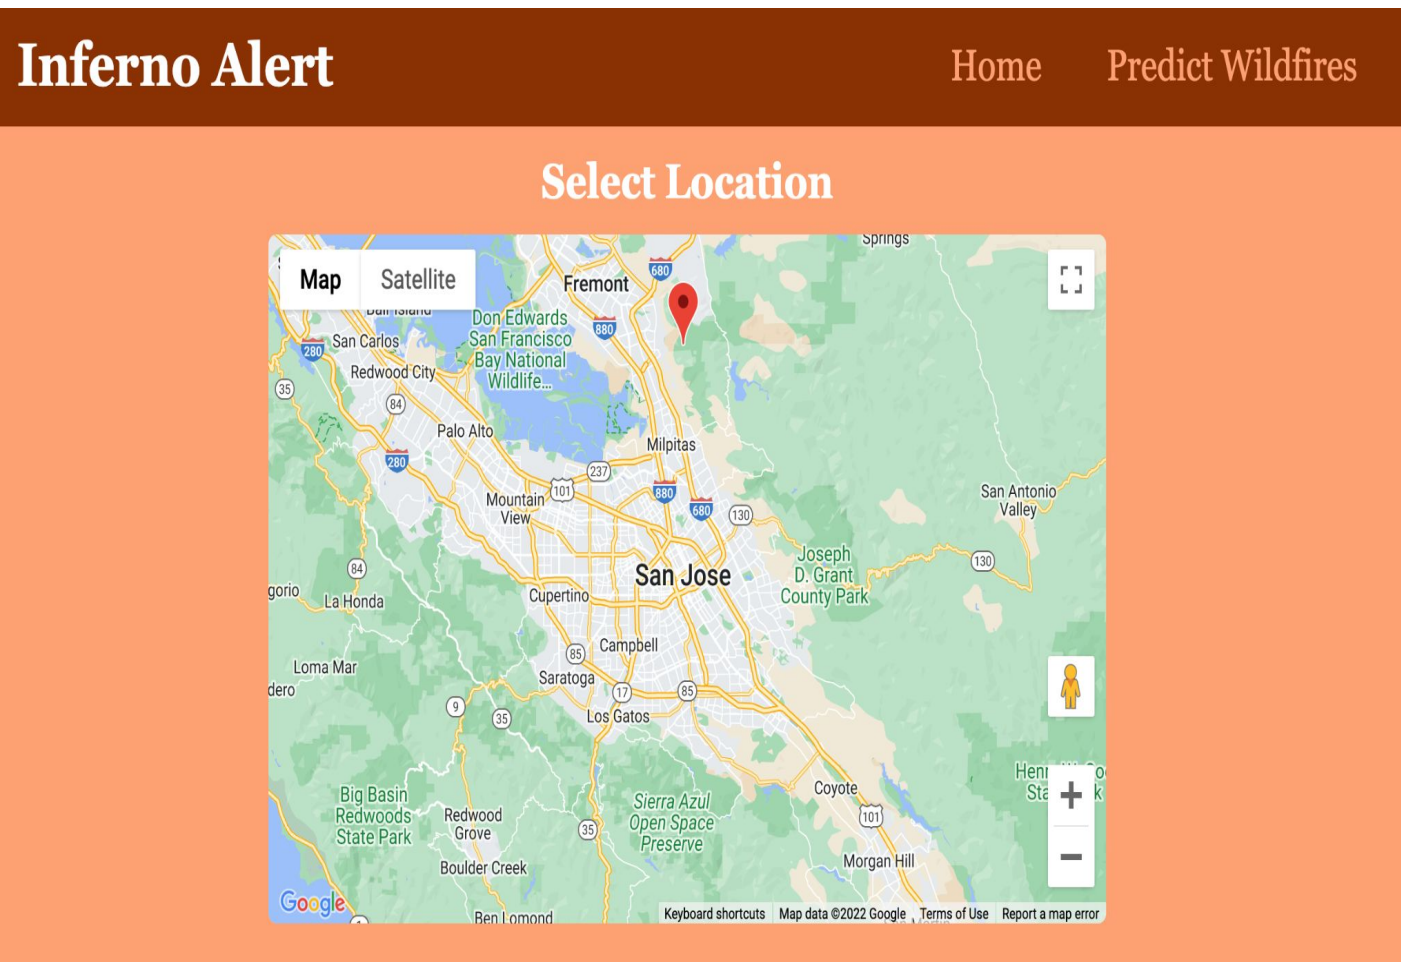 Inferno Alert
Home
Predict Wildfires
Select Location
Map
Satellite
Springs
680
Fremont
880
Don Edwards
San Francisco
Bay National
Wildlife...
San Carlos
280
Redwood City
35
84
Palo Alto
280
Milpitas
237
101
880
680
130
Mountain
View
San Antonio
Valley
130
Joseph
D. Grant
County Park
San Jose
84
gorio
La Honda
Cupertino
Campbell
85
Saratoga
Loma Mar
dero
17
85
9
35
Los Gatos
Coyote
101
Big Basin
Redwoods
State Park
Redwood
Grove
Sierra Azul
Open Space
Preserve
35
Boulder Creek
Morgan Hill
Ben Lomond
Google
Keyboard shortcuts
Map data ©2022 Google
Terms of Use
Report a map error